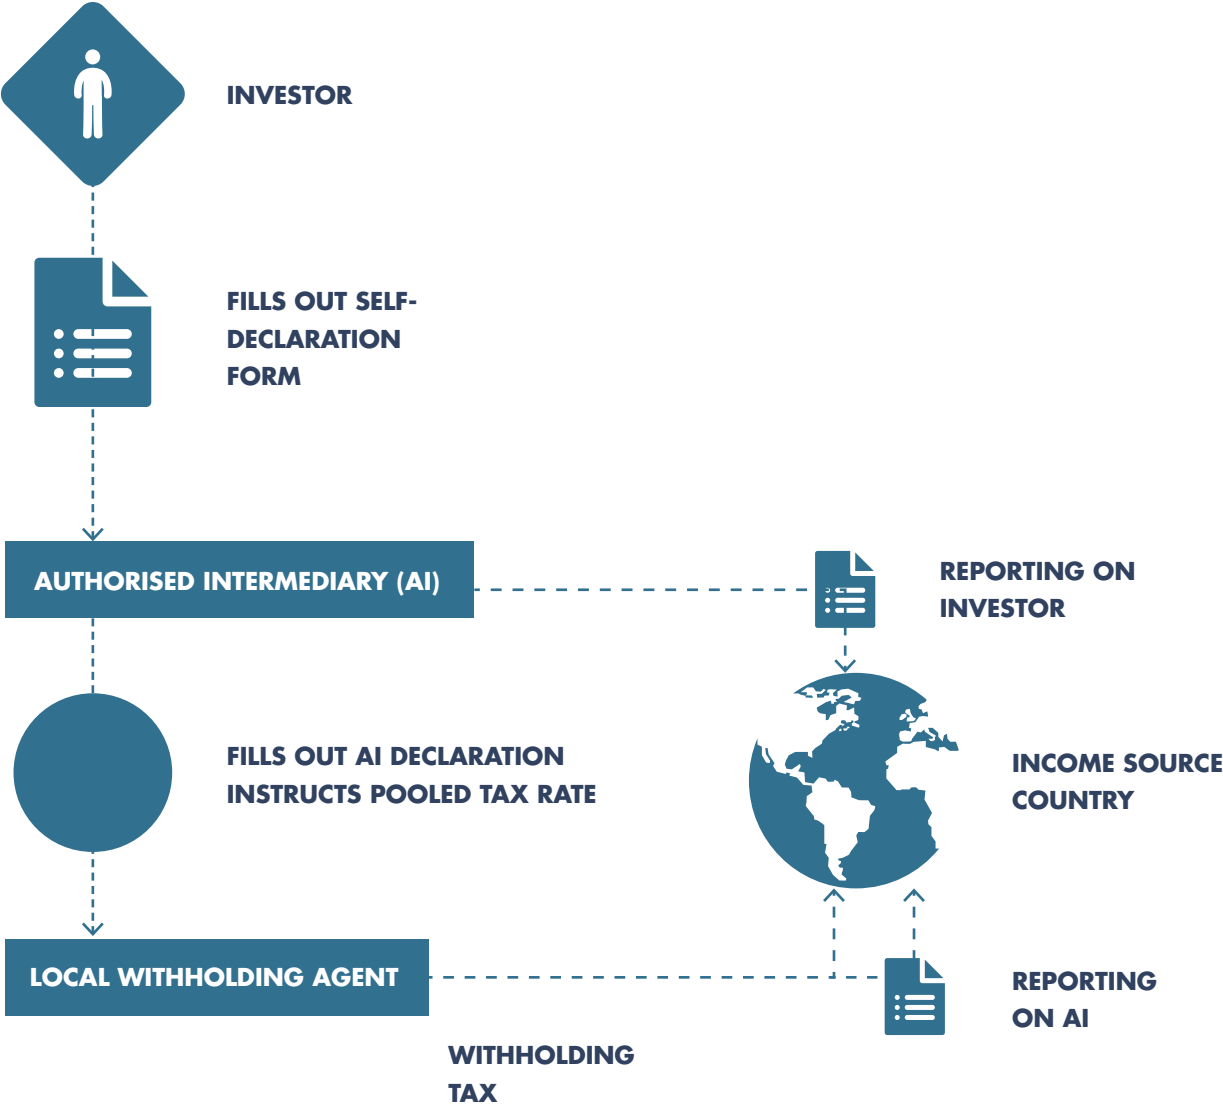 INVESTOR
FILLS OUT SELF-
DECLARATION
FORM
AUTHORISED INTERMEDIARY (AI)
REPORTING ON
INVESTOR
FILLS OUT AI DECLARATION
INSTRUCTS POOLED TAX RATE
INCOME SOURCE
COUNTRY
LOCAL WITHHOLDING AGENT
REPORTING
ON AI
WITHHOLDING
TAX